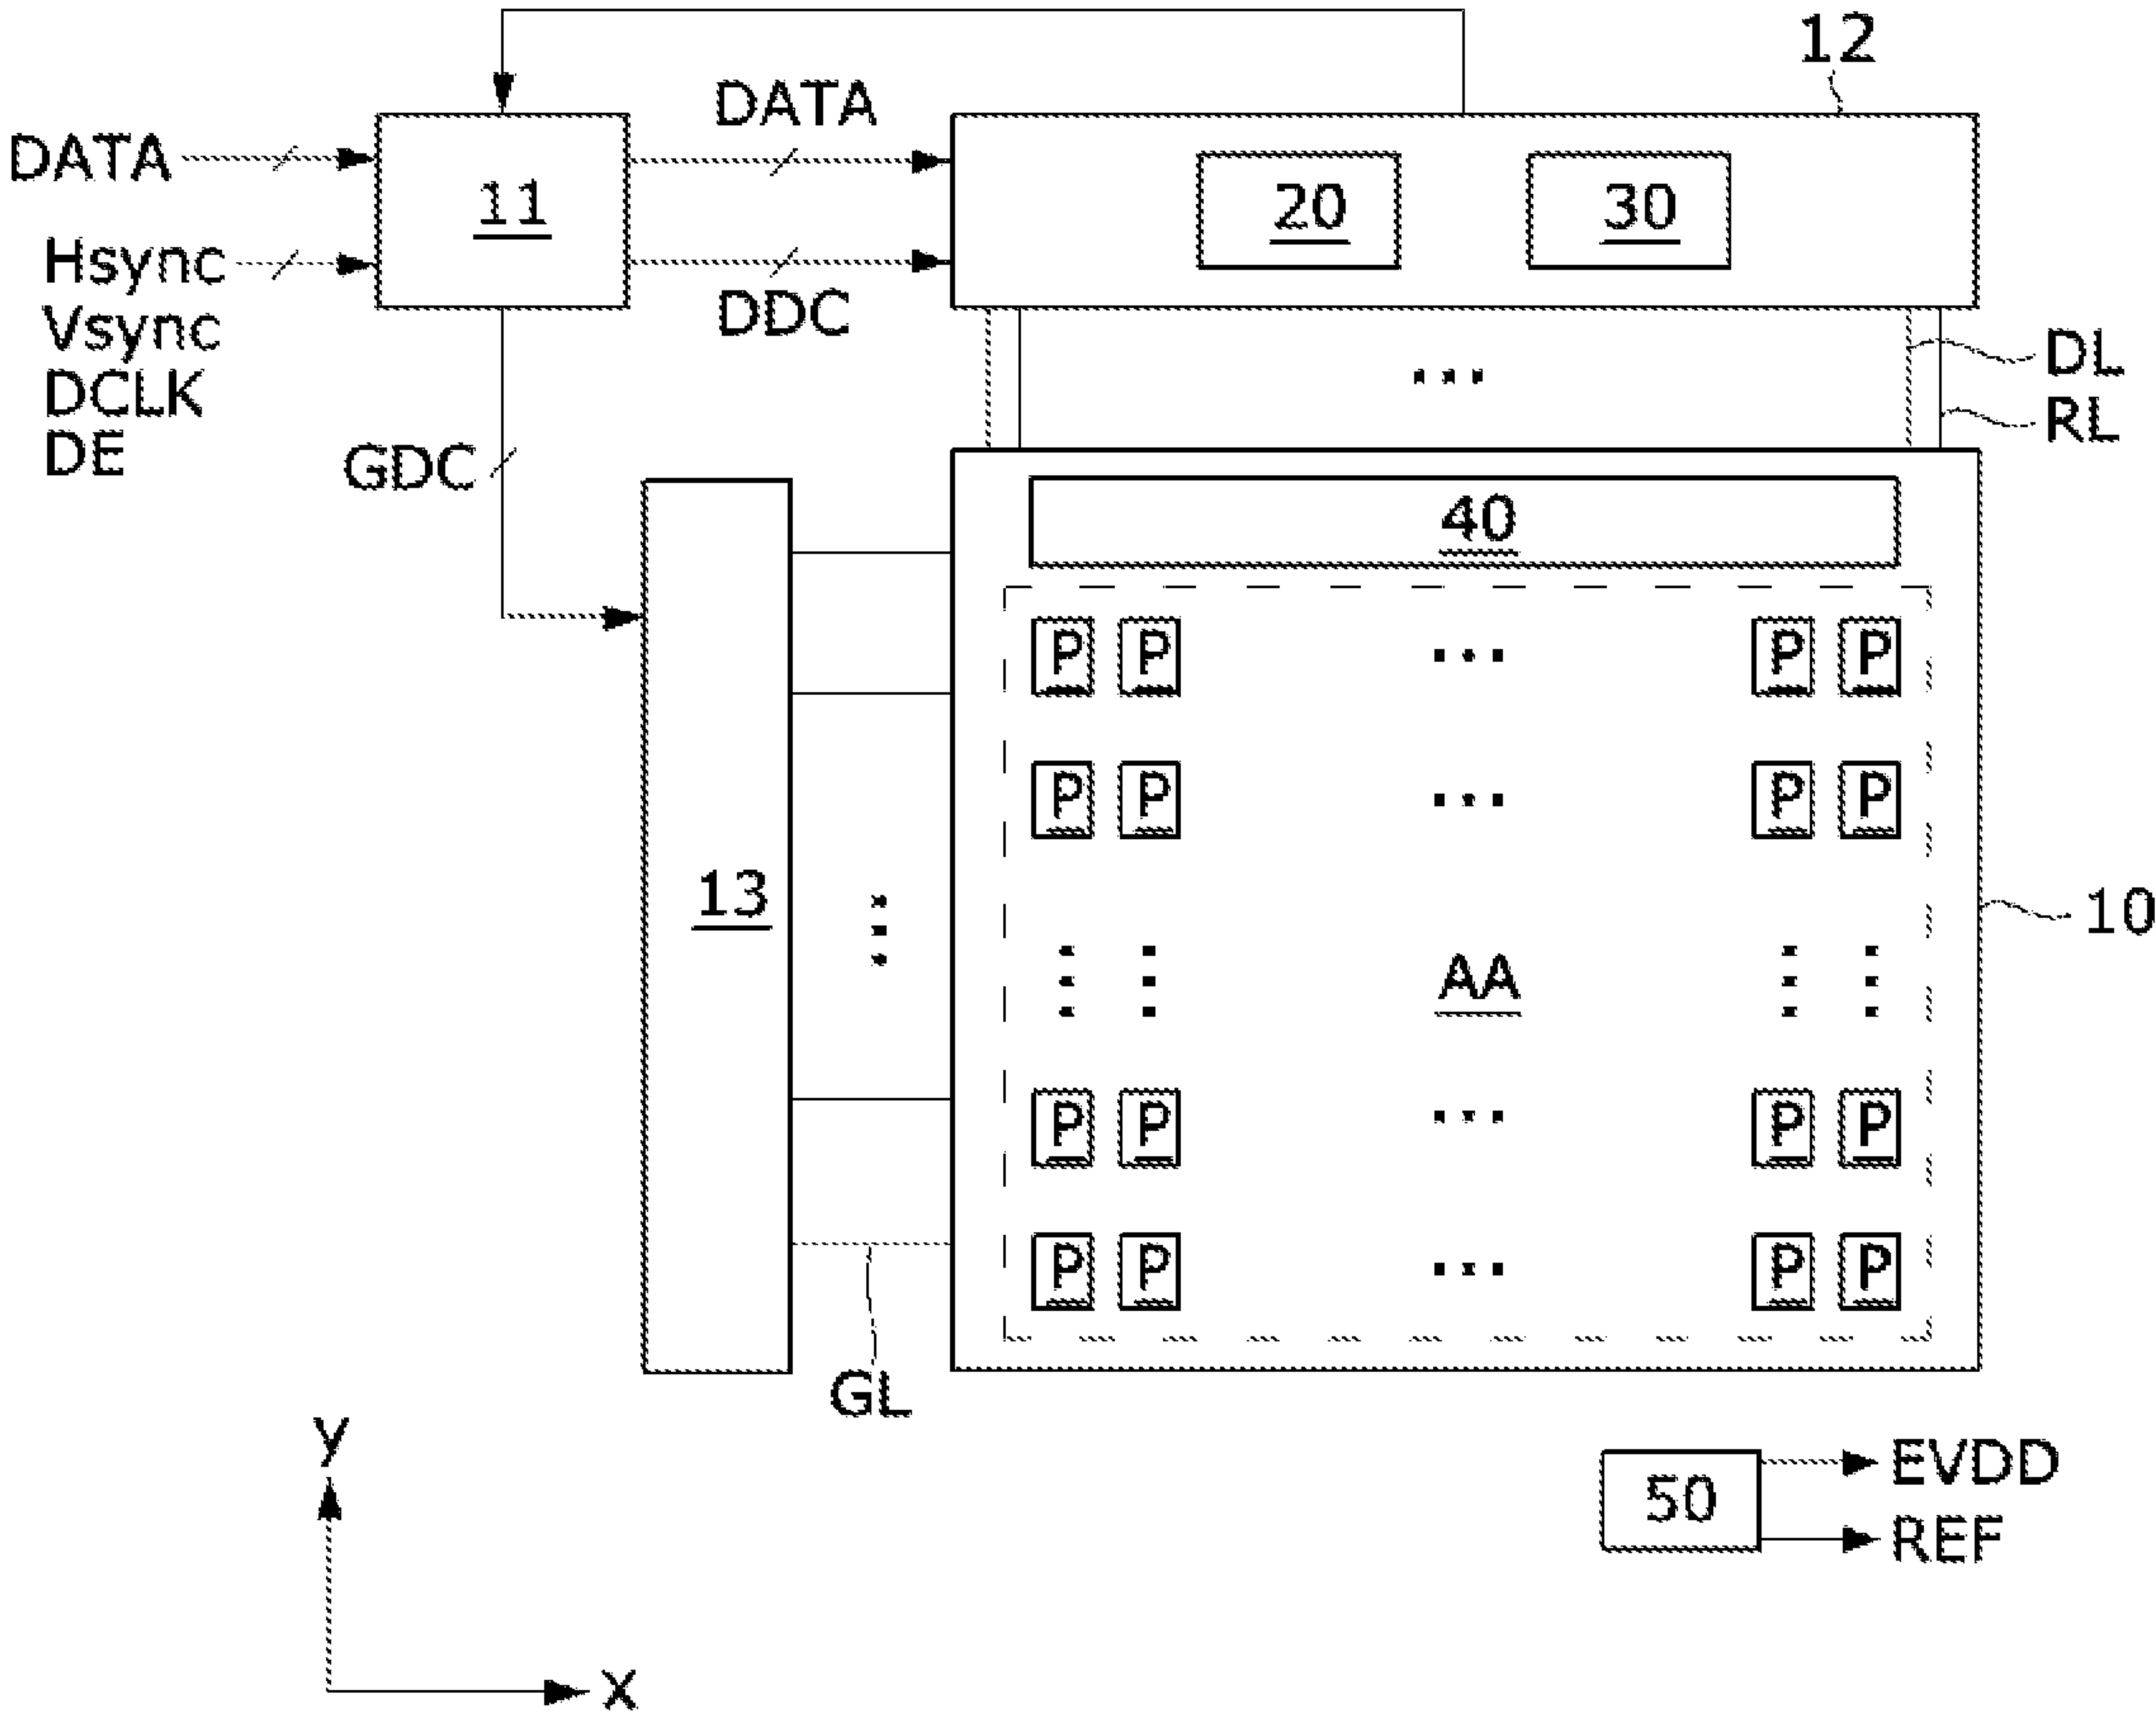 12
DATA
DATA
11
20
30
Hsync
Vsync
DCLK
DE
DDC
DL
RL
GDC
40
P P ... P P
P P ... P P
13
10
AA
P P ... P P
P P ... P P
GL
y
x
50
EVDD
REF